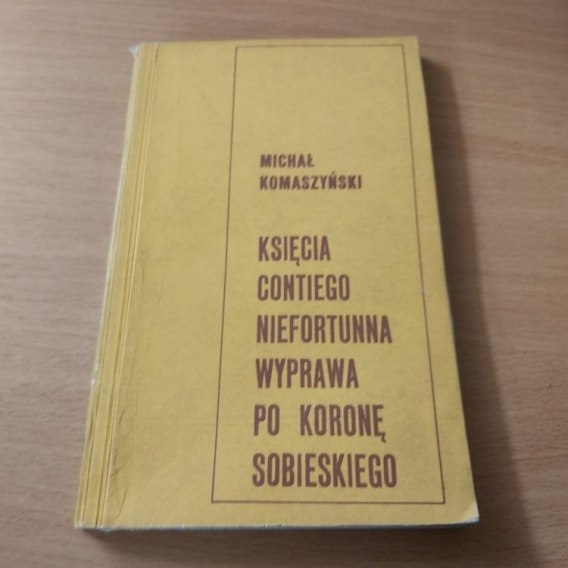 MICHAŁ
KOMASZYŃSKI
KSIĘCIA
CONTIEGO
NIEFORTUNNA
WYPRAWA
PO KORONĘ
SOBIESKIEGO